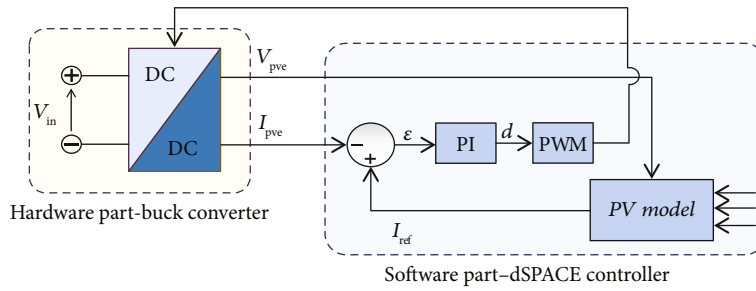 DC
DC
V_in
V_pve
I_pve
ε
PI
d
PWM
PV model
I_ref
Hardware part-buck converter
Software part–dSPACE controller